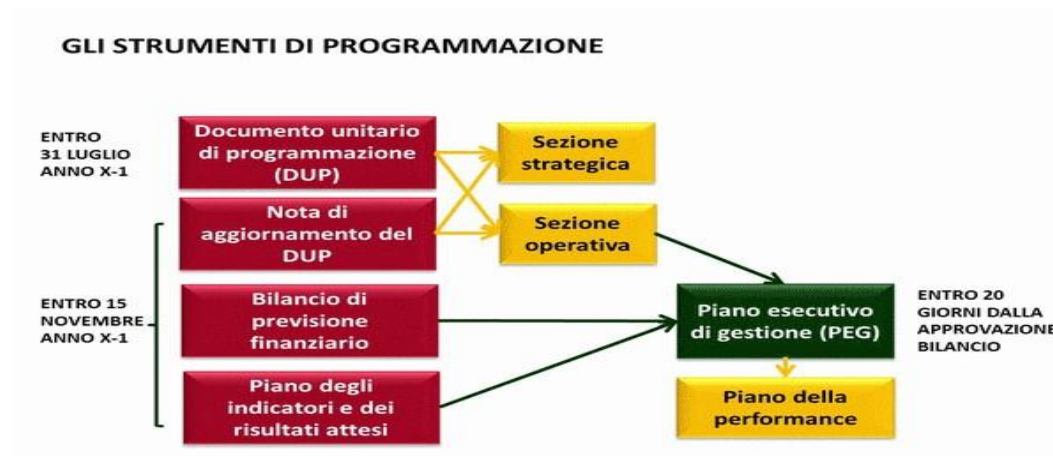 GLI STRUMENTI DI PROGRAMMAZIONE
ENTRO
31 LUGLIO
ANNO X-1
Documento unitario
di programmazione
(DUP)
Sezione
strategica
Nota di
aggiornamento del
DUP
Sezione
operativa
ENTRO 15
NOVEMBRE
ANNO X-1
Bilancio di
previsione
finanziario
Piano esecutivo
di gestione (PEG)
ENTRO 20
GIORNI DALLA
APPROVAZIONE
BILANCIO
Piano degli
indicatori e dei
risultati attesi
Piano della
performance